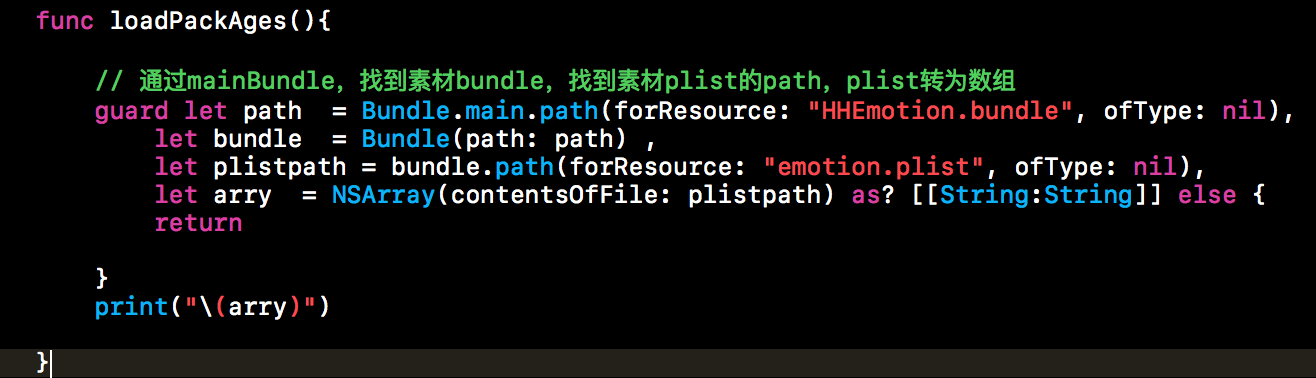 func loadPackAges(){
// 通过mainBundle，找到素材bundle，找到素材plist的path，plist转为数组
guard let path  = Bundle.main.path(forResource: "HHEmotion.bundle", ofType: nil),
let bundle  = Bundle(path: path) ,
let plistpath = bundle.path(forResource: "emotion.plist", ofType: nil),
let arry  = NSArray(contentsOfFile: plistpath) as? [[String:String]] else {
return
}
print("\(arry)")
}